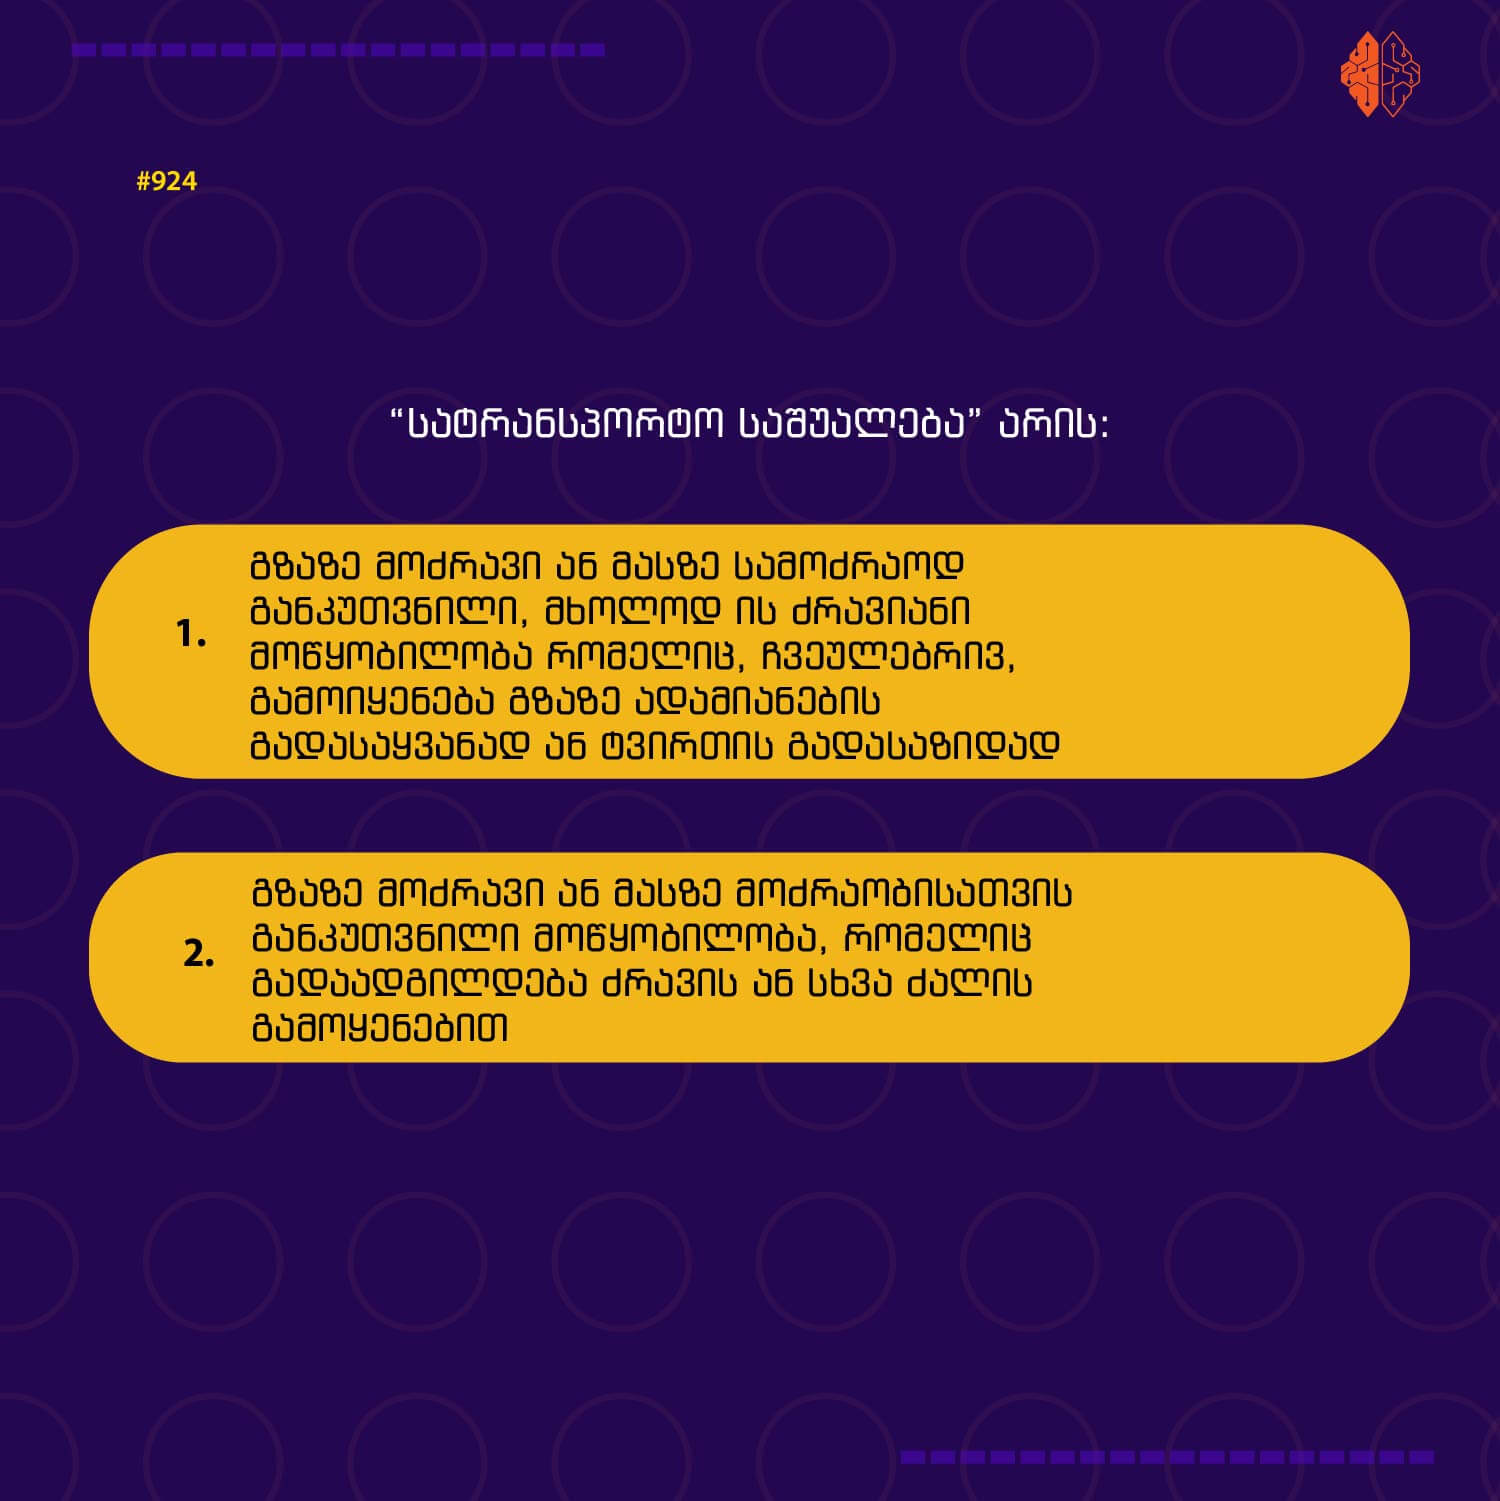 #924
“სატრანსპორტო საშუალება” არის:
1.
გზაზე მოძრავი ან მასზე სამოძრაოდ
განკუთვნილი, მხოლოდ ის ძრავიანი
მოწყობილობა რომელიც, ჩვეულებრივ,
გამოიყენება გზაზე ადამიანების
გადასაყვანად ან ტვირთის გადასაზიდად
2.
გზაზე მოძრავი ან მასზე მოძრაობისათვის
განკუთვნილი მოწყობილობა, რომელიც
გადაადგილდება ძრავის ან სხვა ძალის
გამოყენებით